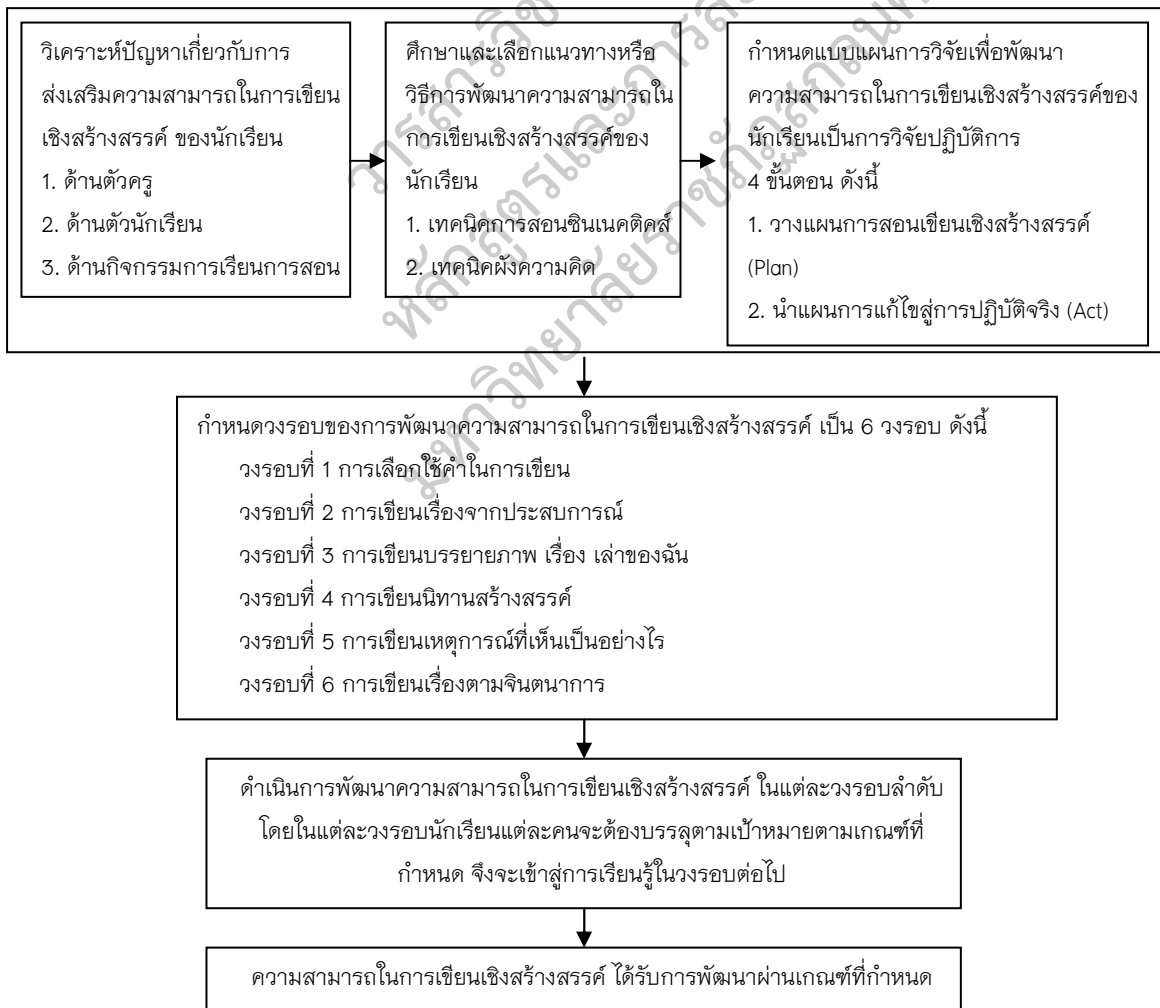 วิเคราะห์ปัญหาเกี่ยวกับการ
ส่งเสริมความสามารถในการเขียน
เชิงสร้างสรรค์ ของนักเรียน
1. ด้านตัวครู
2. ด้านตัวนักเรียน
3. ด้านกิจกรรมการเรียนการสอน
ศึกษาและเลือกแนวทางหรือ
วิธีการพัฒนาความสามารถใน
การเขียนเชิงสร้างสรรค์ของ
นักเรียน
1. เทคนิคการสอนซินเนคติคส์
2. เทคนิคผังความคิด
กำหนดแบบแผนการวิจัยเพื่อพัฒนา
ความสามารถในการเขียนเชิงสร้างสรรค์ของ
นักเรียนเป็นการวิจัยปฏิบัติการ
4 ขั้นตอน ดังนี้
1. วางแผนการสอนเขียนเชิงสร้างสรรค์
(Plan)
2. นำแผนการแก้ไขสู่การปฏิบัติจริง (Act)
กำหนดวงรอบของการพัฒนาความสามารถในการเขียนเชิงสร้างสรรค์ เป็น 6 วงรอบ ดังนี้
วงรอบที่ 1 การเลือกใช้คำในการเขียน
วงรอบที่ 2 การเขียนเรื่องจากประสบการณ์
วงรอบที่ 3 การเขียนบรรยายภาพ เรื่อง เล่าของฉัน
วงรอบที่ 4 การเขียนนิทานสร้างสรรค์
วงรอบที่ 5 การเขียนเหตุการณ์ที่เห็นเป็นอย่างไร
วงรอบที่ 6 การเขียนเรื่องตามจินตนาการ
ดำเนินการพัฒนาความสามารถในการเขียนเชิงสร้างสรรค์ ในแต่ละวงรอบลำดับ
โดยในแต่ละวงรอบนักเรียนแต่ละคนจะต้องบรรลุตามเป้าหมายตามเกณฑ์ที่
กำหนด จึงจะเข้าสู่การเรียนรู้ในวงรอบต่อไป
ความสามารถในการเขียนเชิงสร้างสรรค์ ได้รับการพัฒนาผ่านเกณฑ์ที่กำหนด